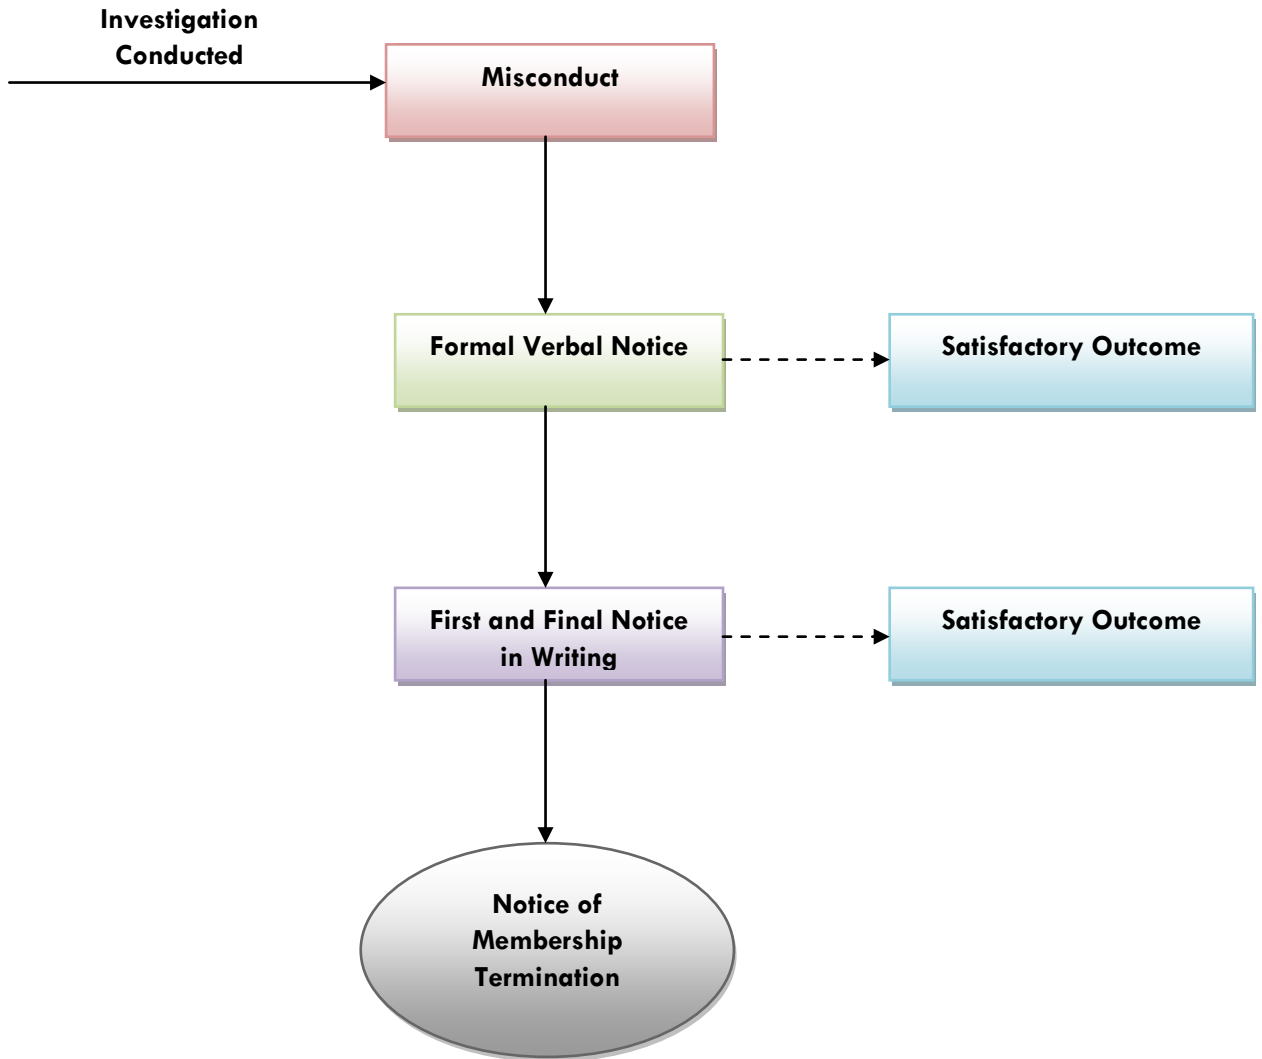 Investigation
Conducted
Misconduct
Formal Verbal Notice
Satisfactory Outcome
First and Final Notice
in Writing
Satisfactory Outcome
Notice of
Membership
Termination